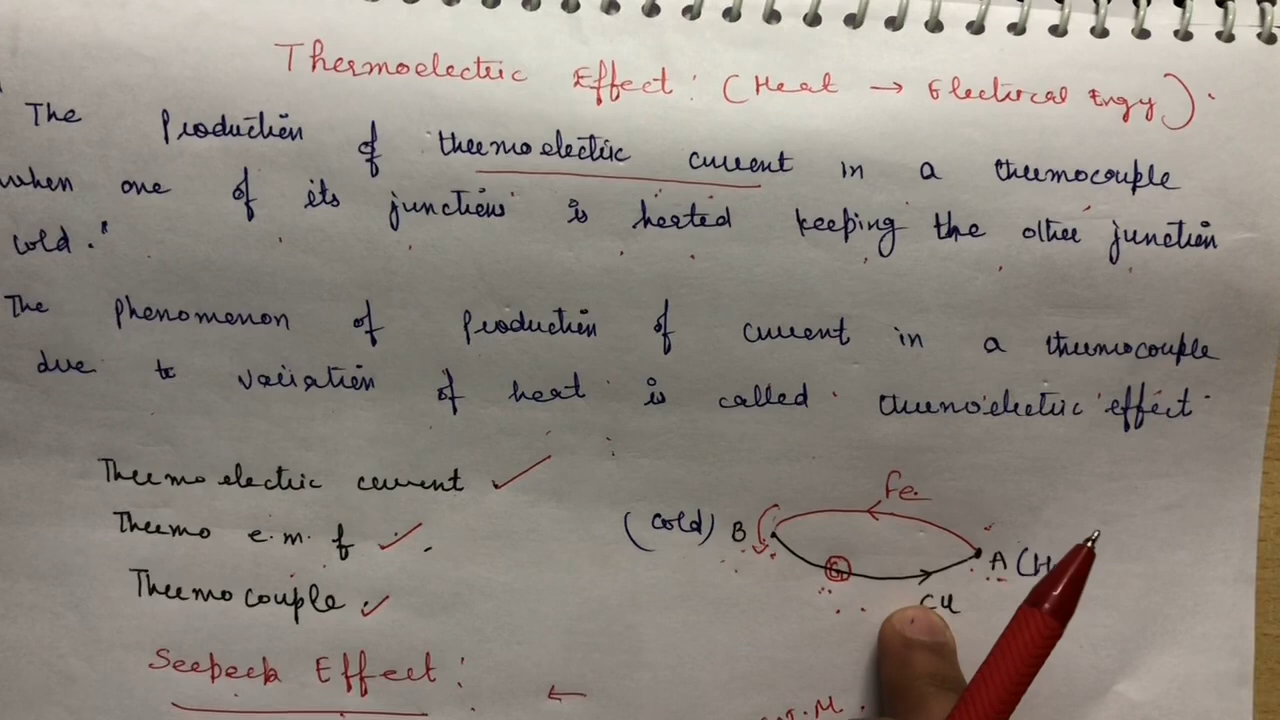 Thermoelectric Effect: (Heat → Electrical Engy).
The Production of thermoelectric current in a thermocouple
when one of its junctions is heated keeping the other junction
cold."
The phenomenon of production of current in a thermocouple
due to variation of heat is called thermoelectric effect
Thermoelectric current
Thermo e.m.f
Thermocouple
Fe
(cold) B
G
A (H
Cu
Seepeck Effect: